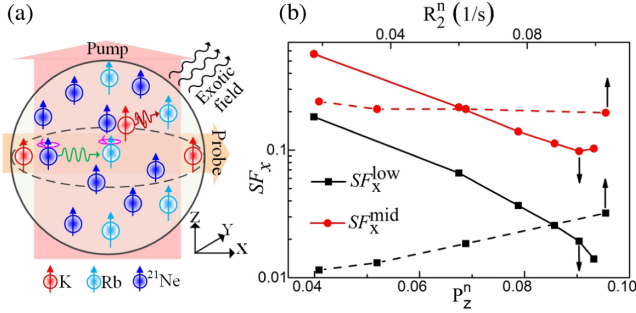 (a)
Pump
Exotic
field
Probe
Z
Y
X
K
Rb
²¹Ne
(b)
R₂ⁿ (1/s)
0.04
0.08
0.1
0.01
SFₓ
SFₓˡᵒʷ
SFₓᵐⁱᵈ
0.04
0.06
0.08
0.10
P_zⁿ